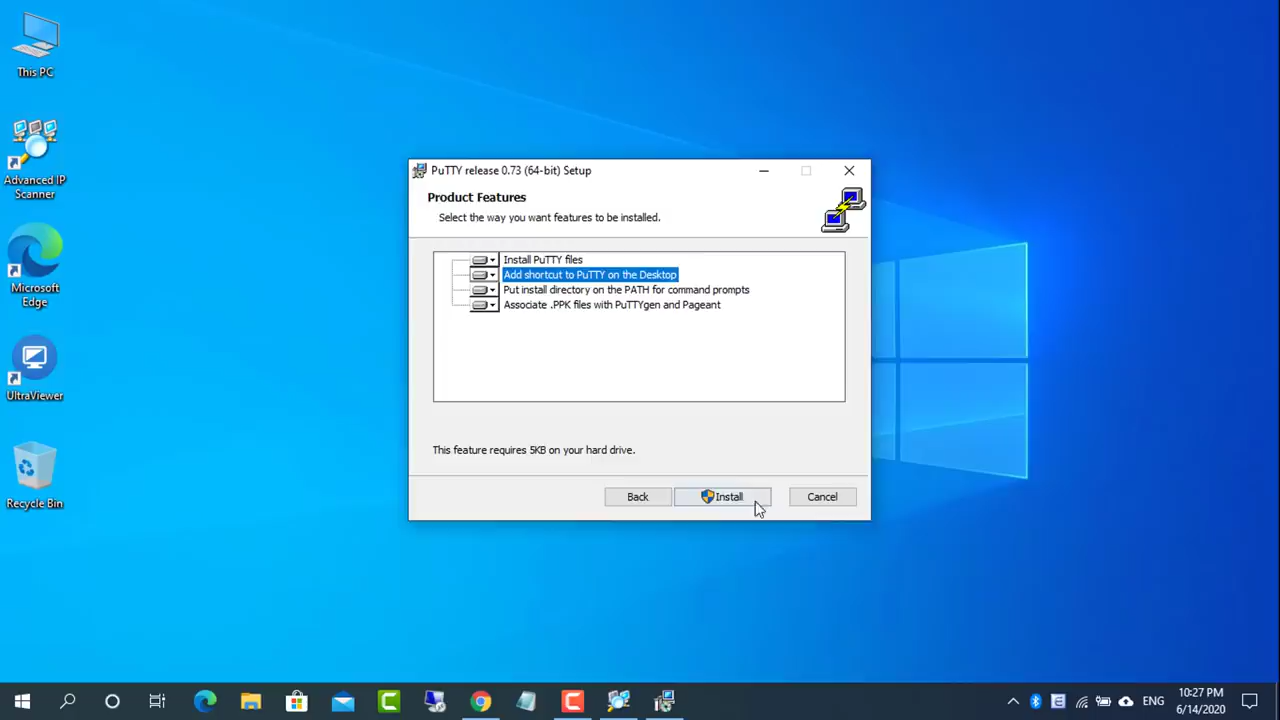 This PC
Advanced IP
Scanner
Microsoft
Edge
UltraViewer
Recycle Bin
PuTTY release 0.73 (64-bit) Setup
Product Features
Select the way you want features to be installed.
Install PuTTY files
Add shortcut to PuTTY on the Desktop
Put install directory on the PATH for command prompts
Associate .PPK files with PuTTYgen and Pageant
This feature requires 5KB on your hard drive.
Back
Install
Cancel
ENG
10:27 PM
6/14/2020